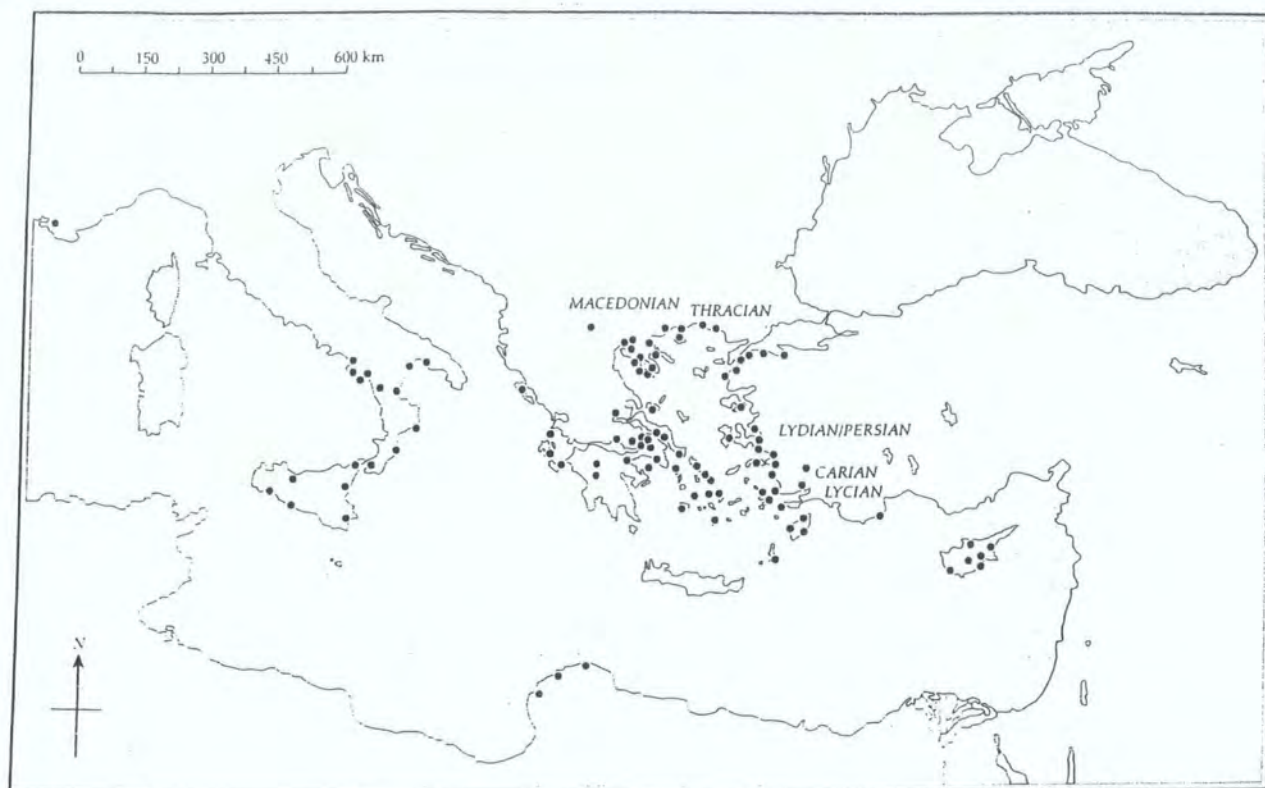 0 150 300 450 600 km
MACEDONIAN THRACIAN
LYDIAN/PERSIAN
CARIAN
LYCIAN
N